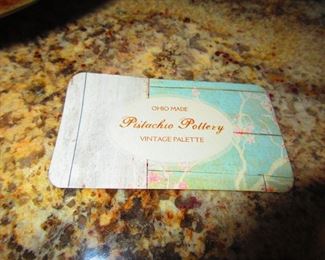 OHIO MADE
Pistachio Pottery
VINTAGE PALETTE